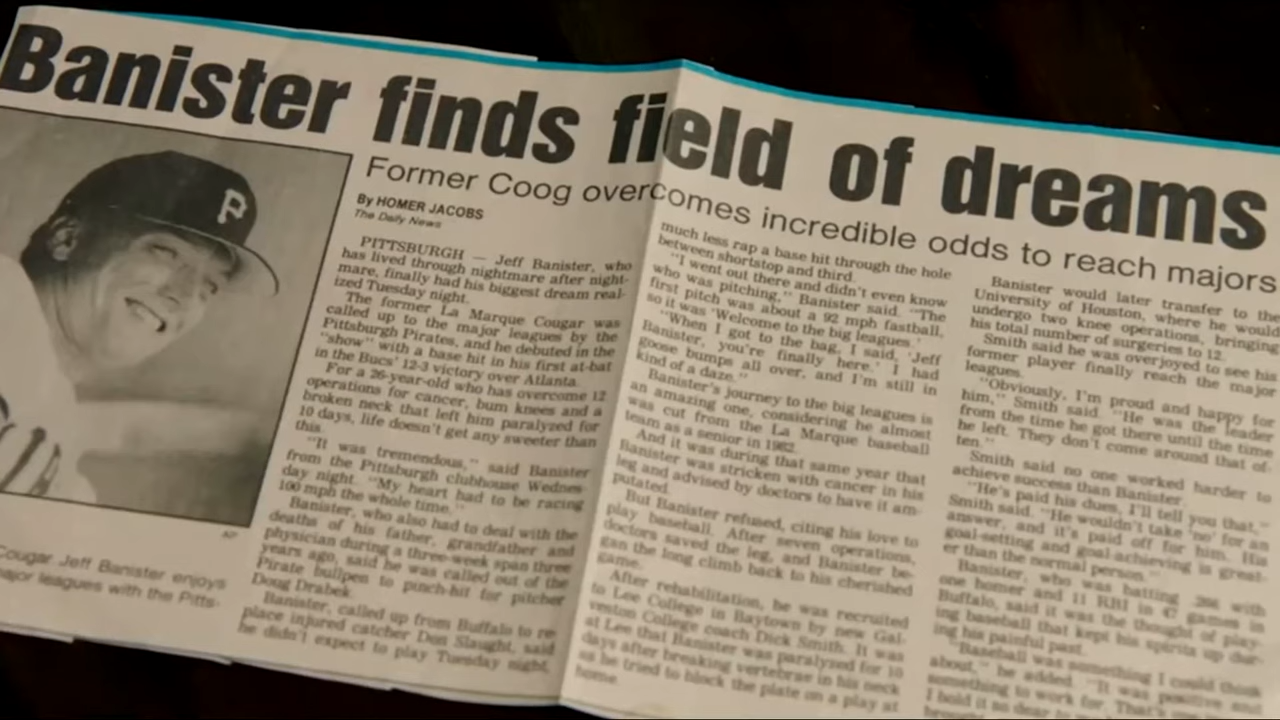 Banister finds field of dreams
Former Coog overcomes incredible odds to reach majors
P
AP
Cougar Jeff Banister enjoys
major leagues with the Pitts-
By HOMER JACOBS
The Daily News
PITTSBURGH — Jeff Banister, who
has lived through nightmare after night-
mare, finally had his biggest dream real-
ized Tuesday night.
The former La Marque Cougar was
called up to the major leagues by the
Pittsburgh Pirates, and he debuted in the
"show" with a base hit in his first at-bat
in the Bucs' 12-3 victory over Atlanta.
For a 26-year-old who has overcome 12
operations for cancer, bum knees and a
broken neck that left him paralyzed for
10 days, life doesn't get any sweeter than
this.
"It was tremendous," said Banister
from the Pittsburgh clubhouse Wednes-
day night. "My heart had to be racing
100 mph the whole time."
Banister, who also had to deal with the
deaths of his father, grandfather and
physician during a three-week span three
years ago, said he was called out of the
Pirate bullpen to pinch-hit for pitcher
Doug Drabek.
Banister, called up from Buffalo to re-
place injured catcher Don Slaught, said
he didn't expect to play Tuesday night,
much less rap a base hit through the hole
between shortstop and third.
"I went out there and didn't even know
who was pitching," Banister said. "The
first pitch was about a 92 mph fastball,
so it was 'Welcome to the big leagues.'
"When I got to the bag, I said, 'Jeff
Banister, you're finally here.' I had
goose bumps all over, and I'm still in
kind of a daze."
Banister's journey to the big leagues is
an amazing one, considering he almost
was cut from the La Marque baseball
team as a senior in 1982.
And it was during that same year that
Banister was stricken with cancer in his
leg and advised by doctors to have it am-
putated.
But Banister refused, citing his love to
play baseball. After seven operations,
doctors saved the leg, and Banister be-
gan the long climb back to his cherished
game.
After rehabilitation, he was recruited
to Lee College in Baytown by new Gal-
veston College coach Dick Smith. It was
at Lee that Banister was paralyzed for 10
days after breaking vertebrae in his neck
as he tried to block the plate on a play at
home.
Banister would later transfer to the
University of Houston, where he would
undergo two knee operations, bringing
his total number of surgeries to 12.
Smith said he was overjoyed to see his
former player finally reach the major
leagues.
"Obviously, I'm proud and happy for
him," Smith said. "He was the leader
from the time he got there until the time
he left. They don't come around that of-
ten."
Smith said no one worked harder to
achieve success than Banister.
"He's paid his dues, I'll tell you that,"
Smith said. "He wouldn't take 'no' for an
answer, and it's paid off for him. His
goal-setting and goal-achieving is great-
er than the normal person."
Banister, who was batting with
one homer and 11 RBI in games in
Buffalo, said it was the thought of play-
ing baseball that kept his spirits up dur-
ing his painful past.
"Baseball was something I could think
about," he added. "It was positive and
something to work for. That's
I hold it so dear to